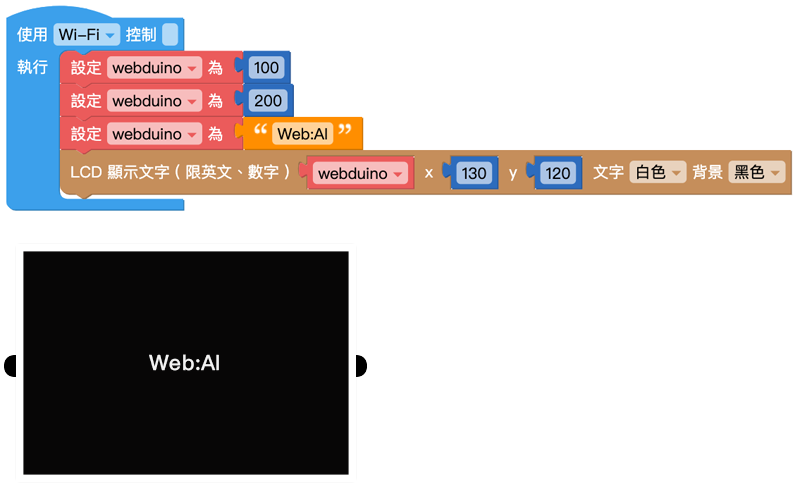 使用 Wi-Fi 控制
執行 設定 webduino 為 100
設定 webduino 為 200
設定 webduino 為 “ Web:AI ”
LCD 顯示文字（限英文、數字） webduino x 130 y 120 文字 白色 背景 黑色
Web:AI